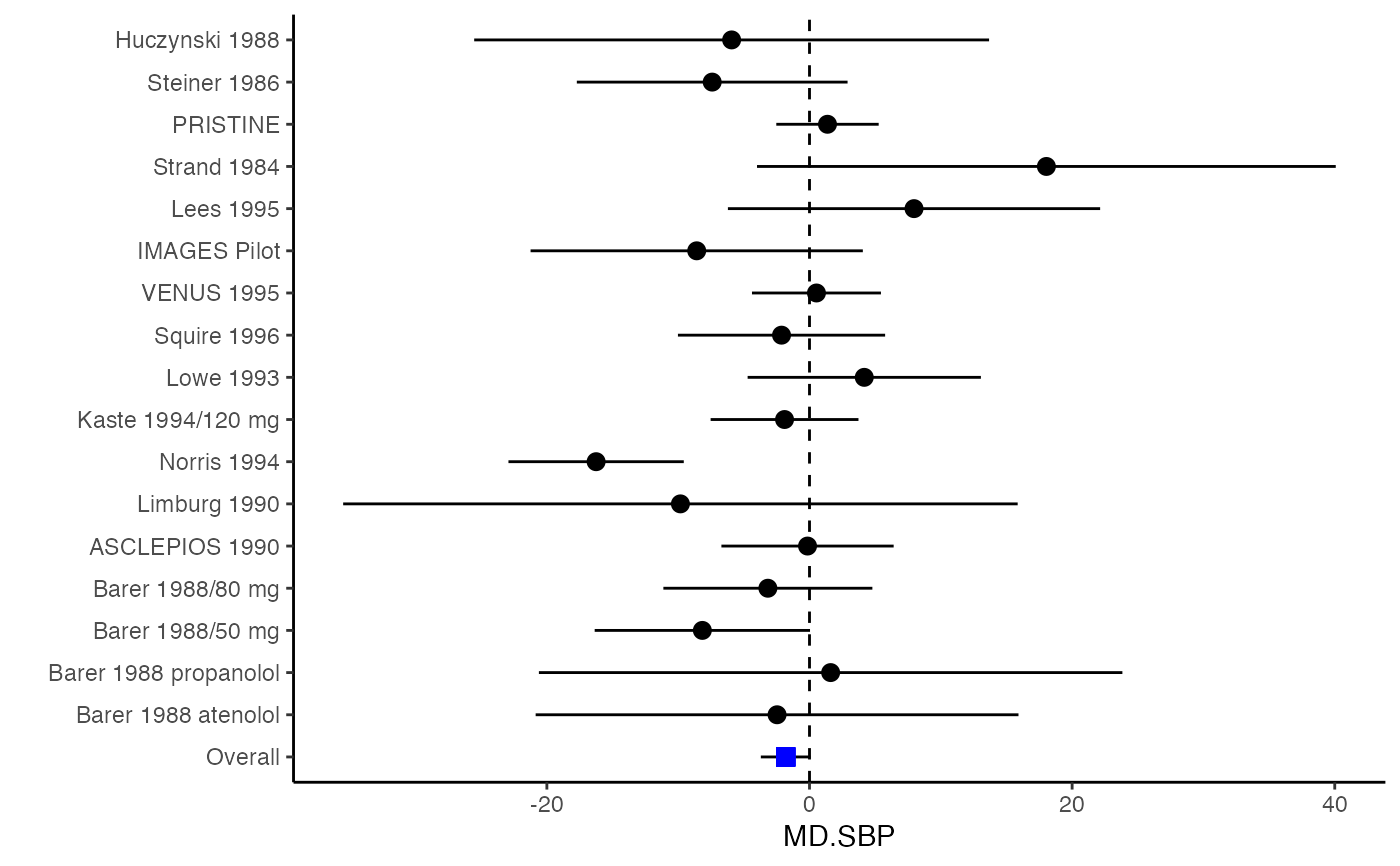 Huczynski 1988
Steiner 1986
PRISTINE
Strand 1984
Lees 1995
IMAGES Pilot
VENUS 1995
Squire 1996
Lowe 1993
Kaste 1994/120 mg
Norris 1994
Limburg 1990
ASCLEPIOS 1990
Barer 1988/80 mg
Barer 1988/50 mg
Barer 1988 propanolol
Barer 1988 atenolol
Overall
-20 0 20 40
MD.SBP